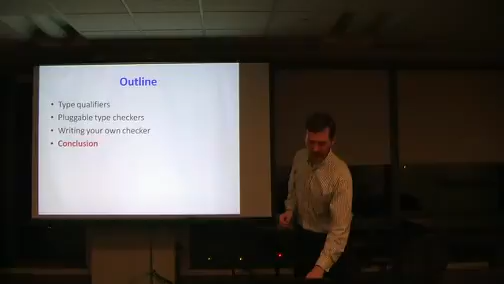 Outline
• Type qualifiers
• Pluggable type checkers
• Writing your own checker
• Conclusion